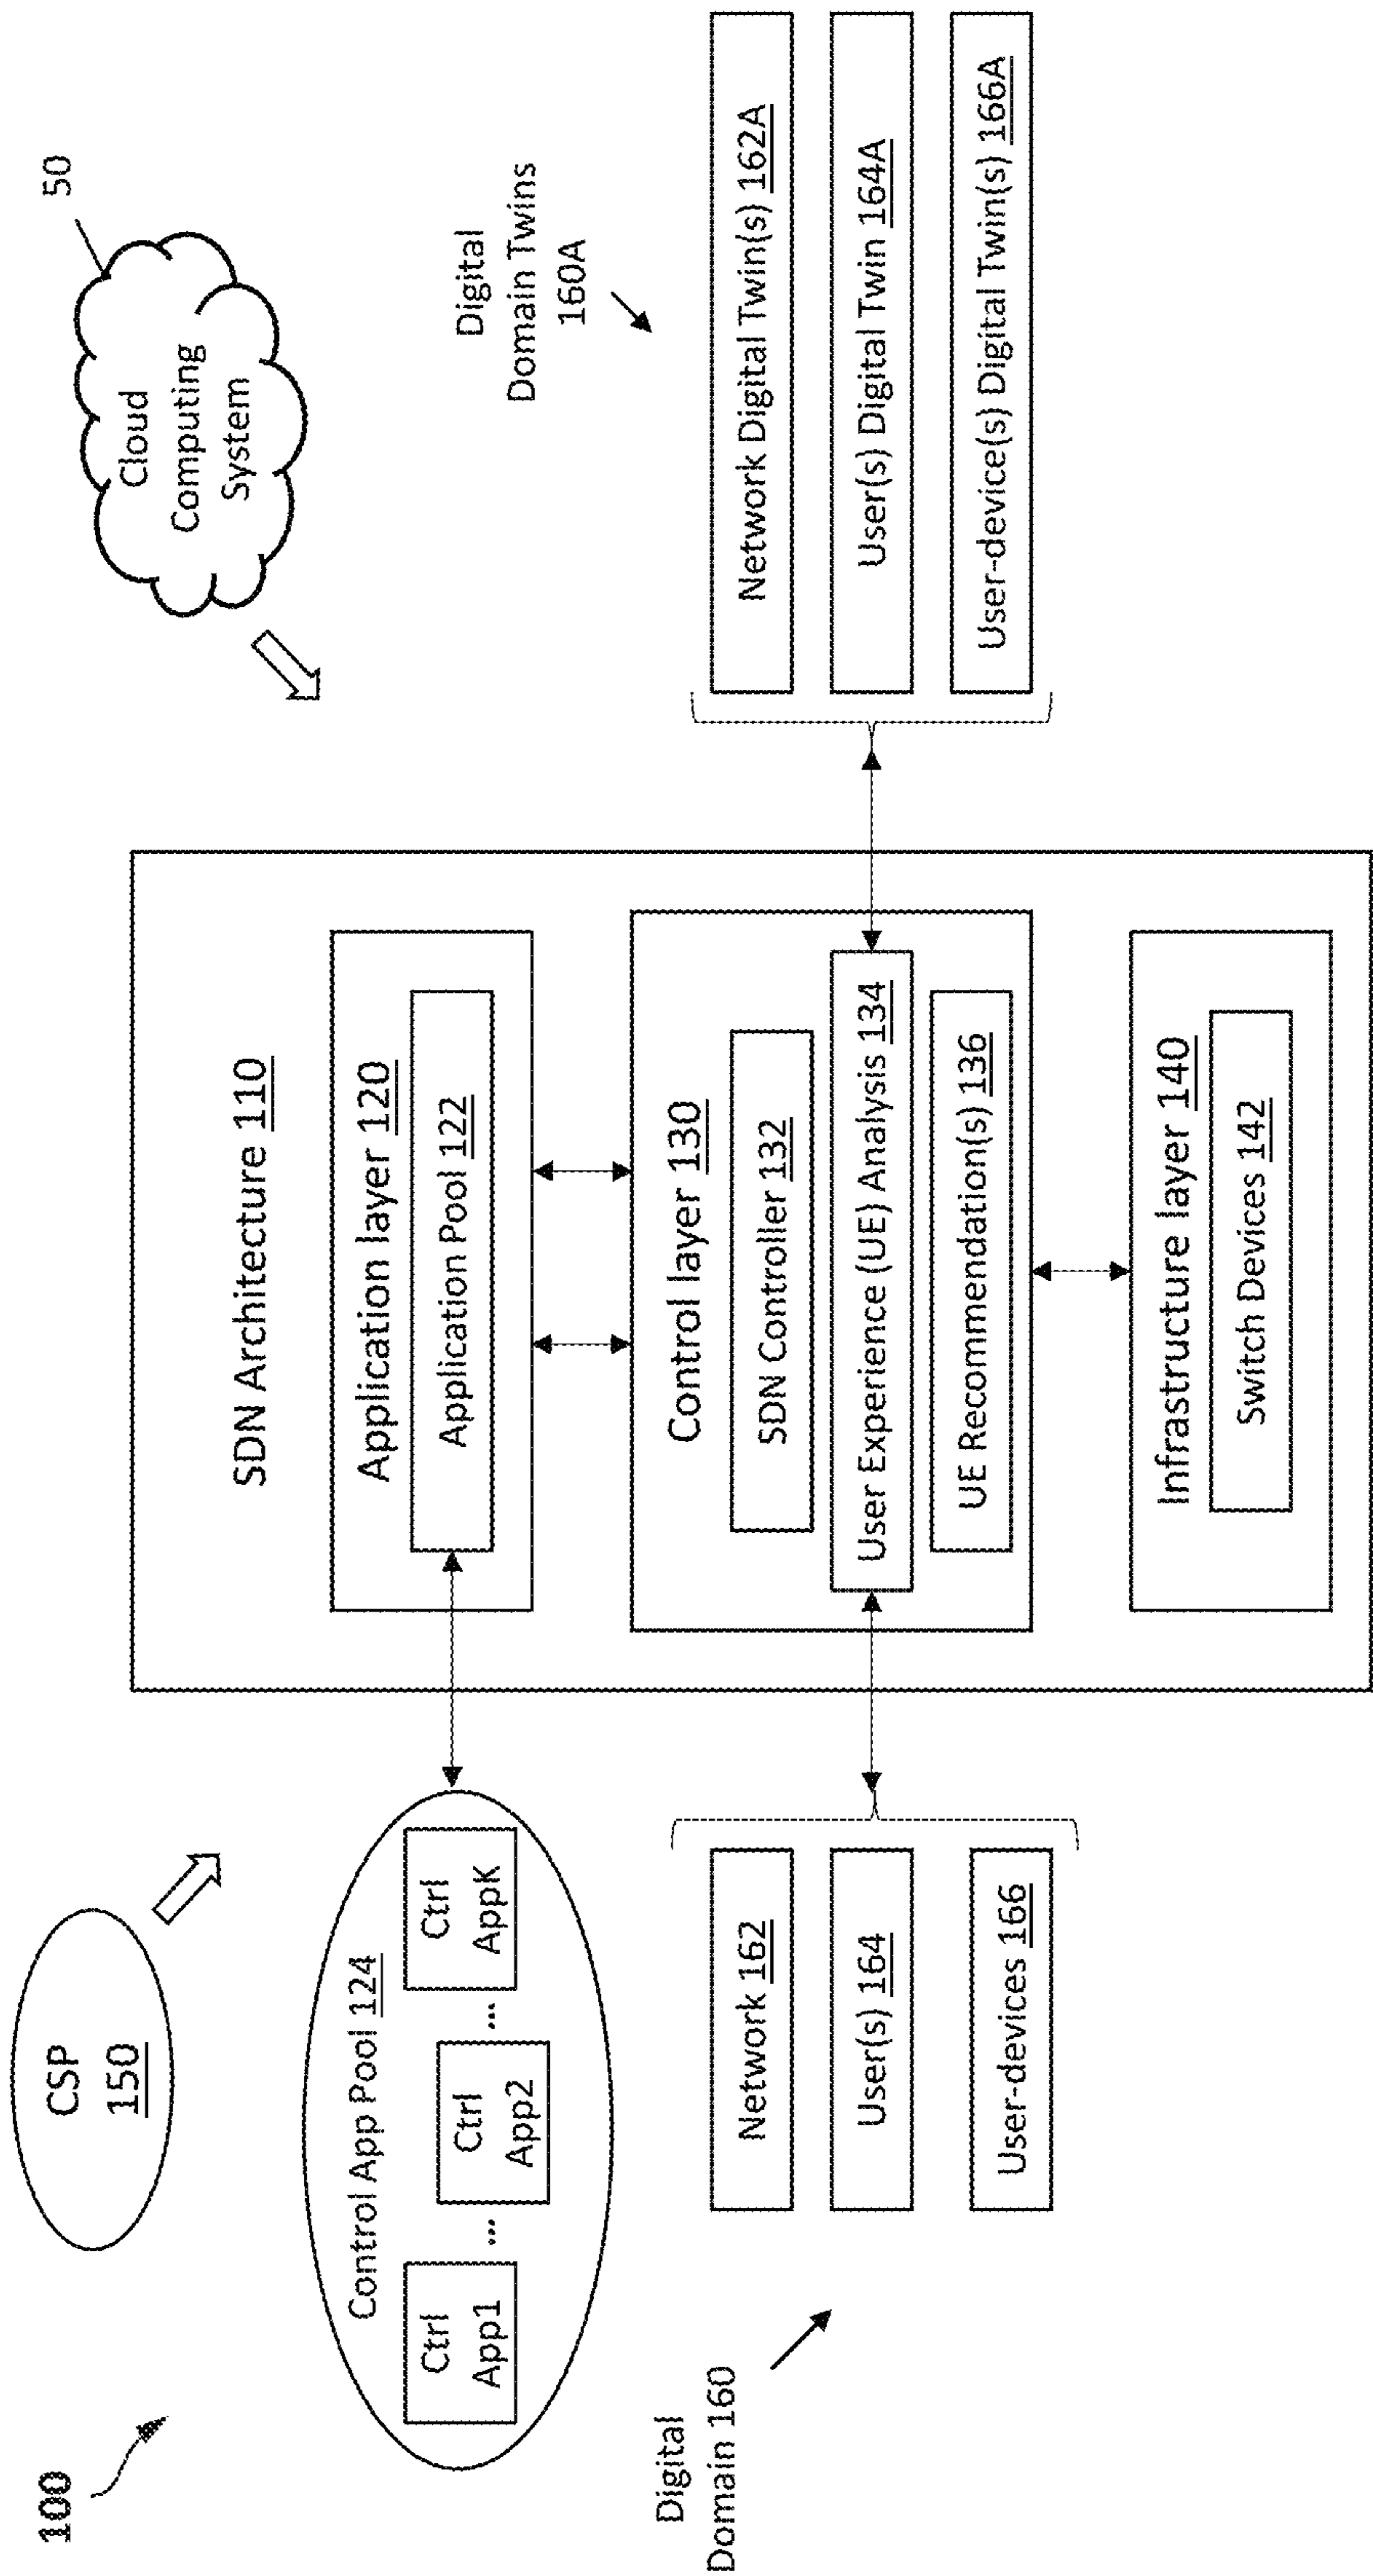 100
CSP
150
50
Cloud
Computing
System
SDN Architecture 110
Application layer 120
Application Pool 122
Control App Pool 124
Ctrl
App1
...
Ctrl
App2
...
Ctrl
AppK
Control layer 130
SDN Controller 132
User Experience (UE) Analysis 134
UE Recommendation(s) 136
Infrastructure layer 140
Switch Devices 142
Digital
Domain 160
Network 162
User(s) 164
User-devices 166
Digital
Domain Twins
160A
Network Digital Twin(s) 162A
User(s) Digital Twin 164A
User-device(s) Digital Twin(s) 166A